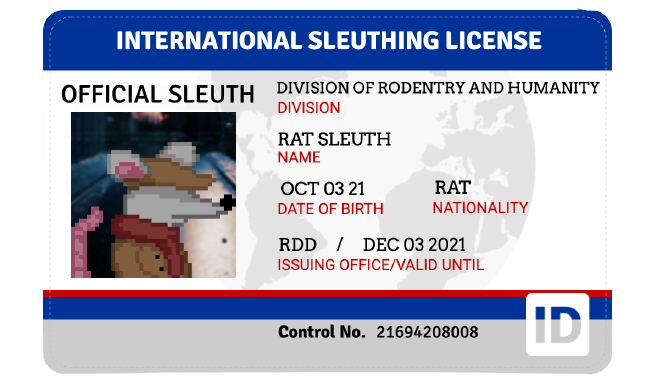 INTERNATIONAL SLEUTHING LICENSE
OFFICIAL SLEUTH
DIVISION OF RODENTRY AND HUMANITY
DIVISION
RAT SLEUTH
NAME
OCT 03 21 RAT
DATE OF BIRTH NATIONALITY
RDD / DEC 03 2021
ISSUING OFFICE/VALID UNTIL
Control No. 21694208008
ID